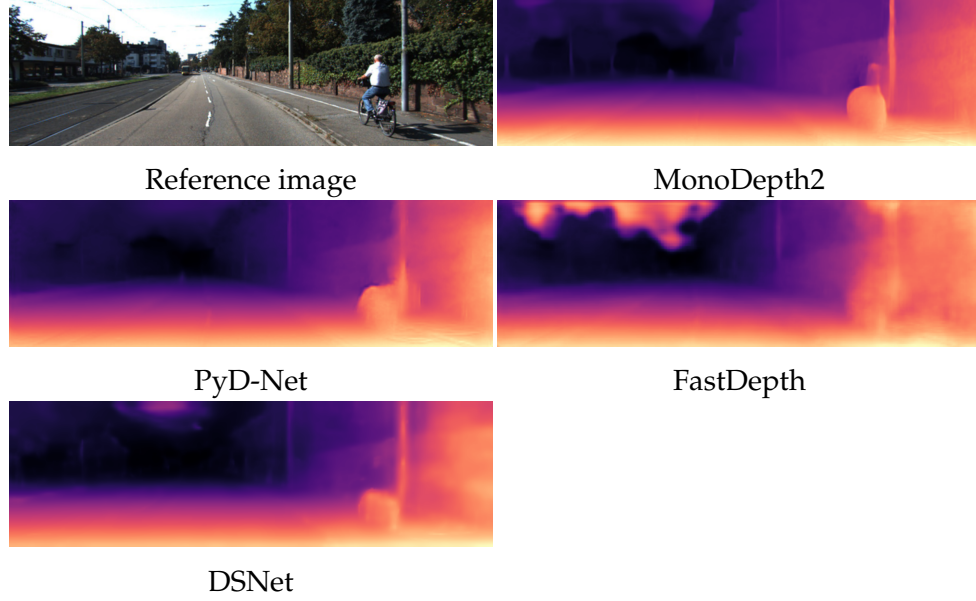 Reference image
MonoDepth2
PyD-Net
FastDepth
DSNet